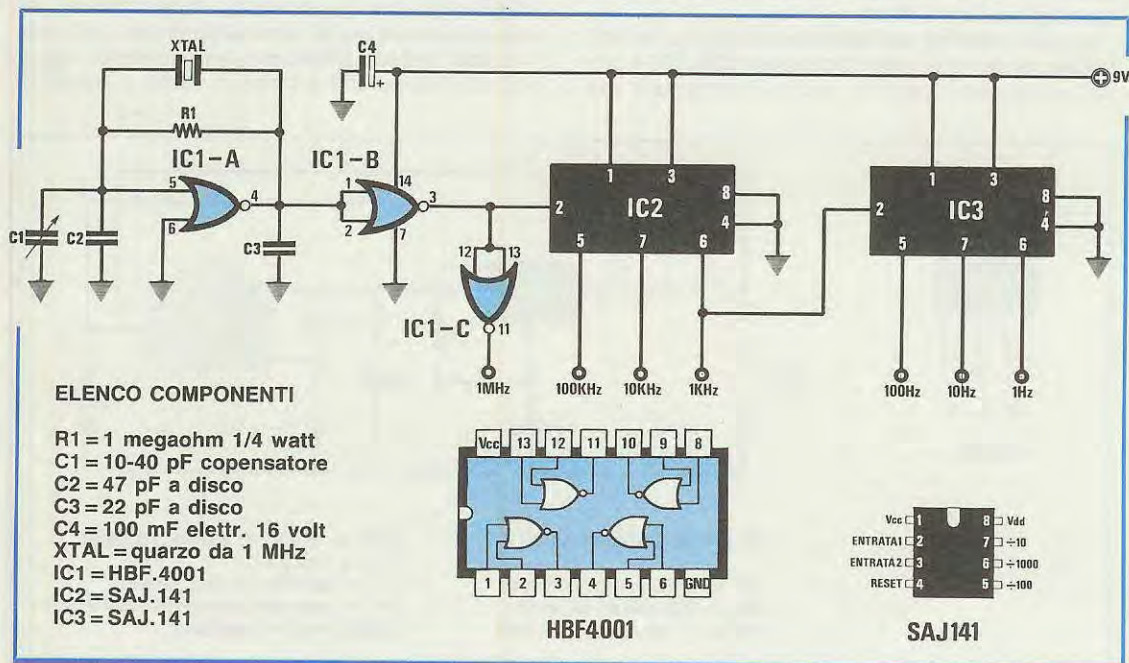 XTAL
C4
+
9V
R1
IC1-A
IC1-B
5
4
6
1
14
3
2
7
C1
C2
C3
12
13
IC1-C
11
1 3
2 IC2 8
4
5 7 6
1 3
2 IC3 8
4
5 7 6
1MHz
100KHz
10KHz
1KHz
100Hz
10Hz
1Hz
ELENCO COMPONENTI
R1 = 1 megaohm 1/4 watt
C1 = 10-40 pF copensatore
C2 = 47 pF a disco
C3 = 22 pF a disco
C4 = 100 mF elettr. 16 volt
XTAL = quarzo da 1 MHz
IC1 = HBF.4001
IC2 = SAJ.141
IC3 = SAJ.141
Vcc 13 12 11 10 9 8
1 2 3 4 5 6 GND
HBF4001
Vcc 1 8 Vdd
ENTRATA1 2 7 ÷10
ENTRATA2 3 6 ÷1000
RESET 4 5 ÷100
SAJ141